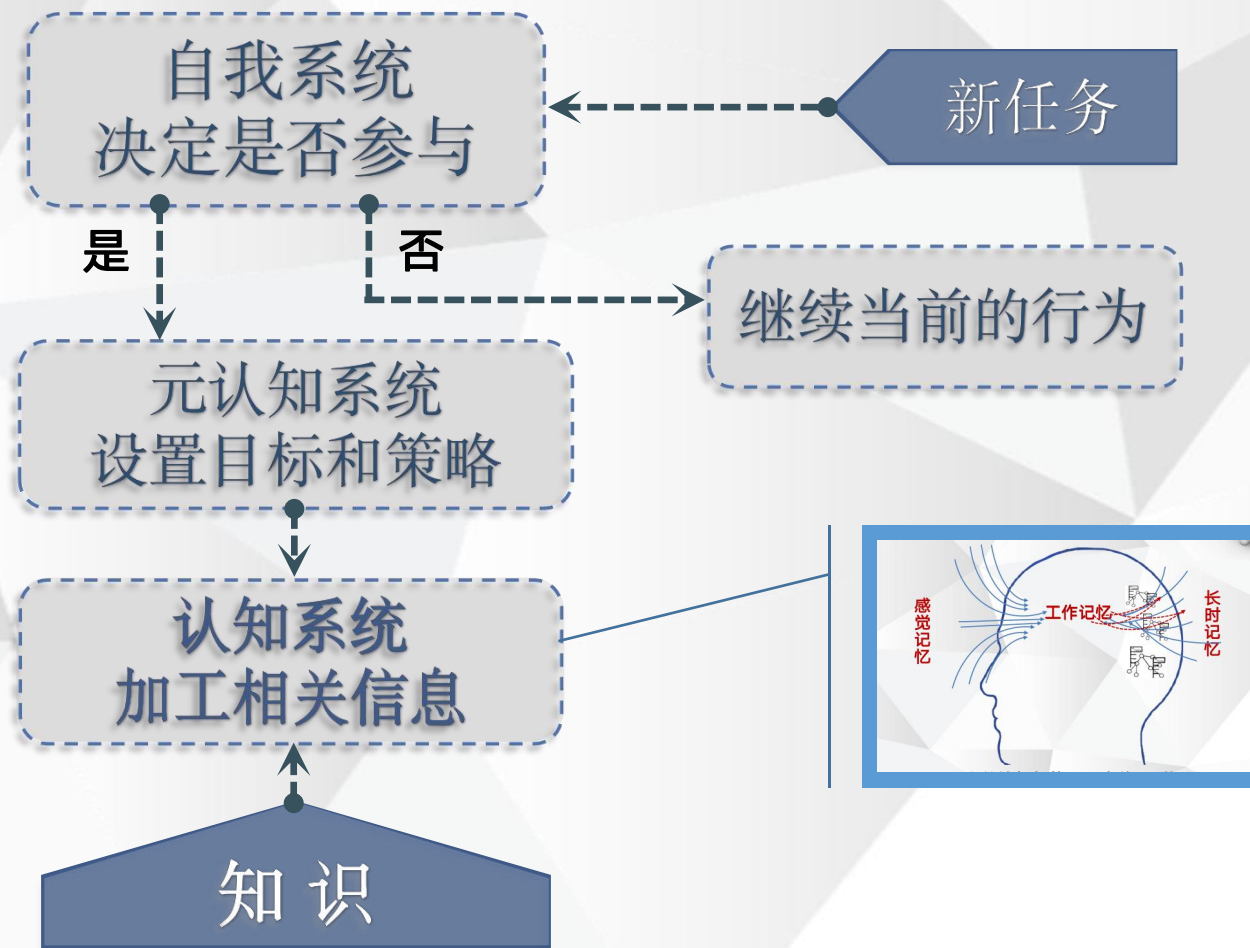 自我系统
决定是否参与
新任务
是
否
继续当前的行为
元认知系统
设置目标和策略
认知系统
加工相关信息
感觉记忆
工作记忆
长时记忆
知识